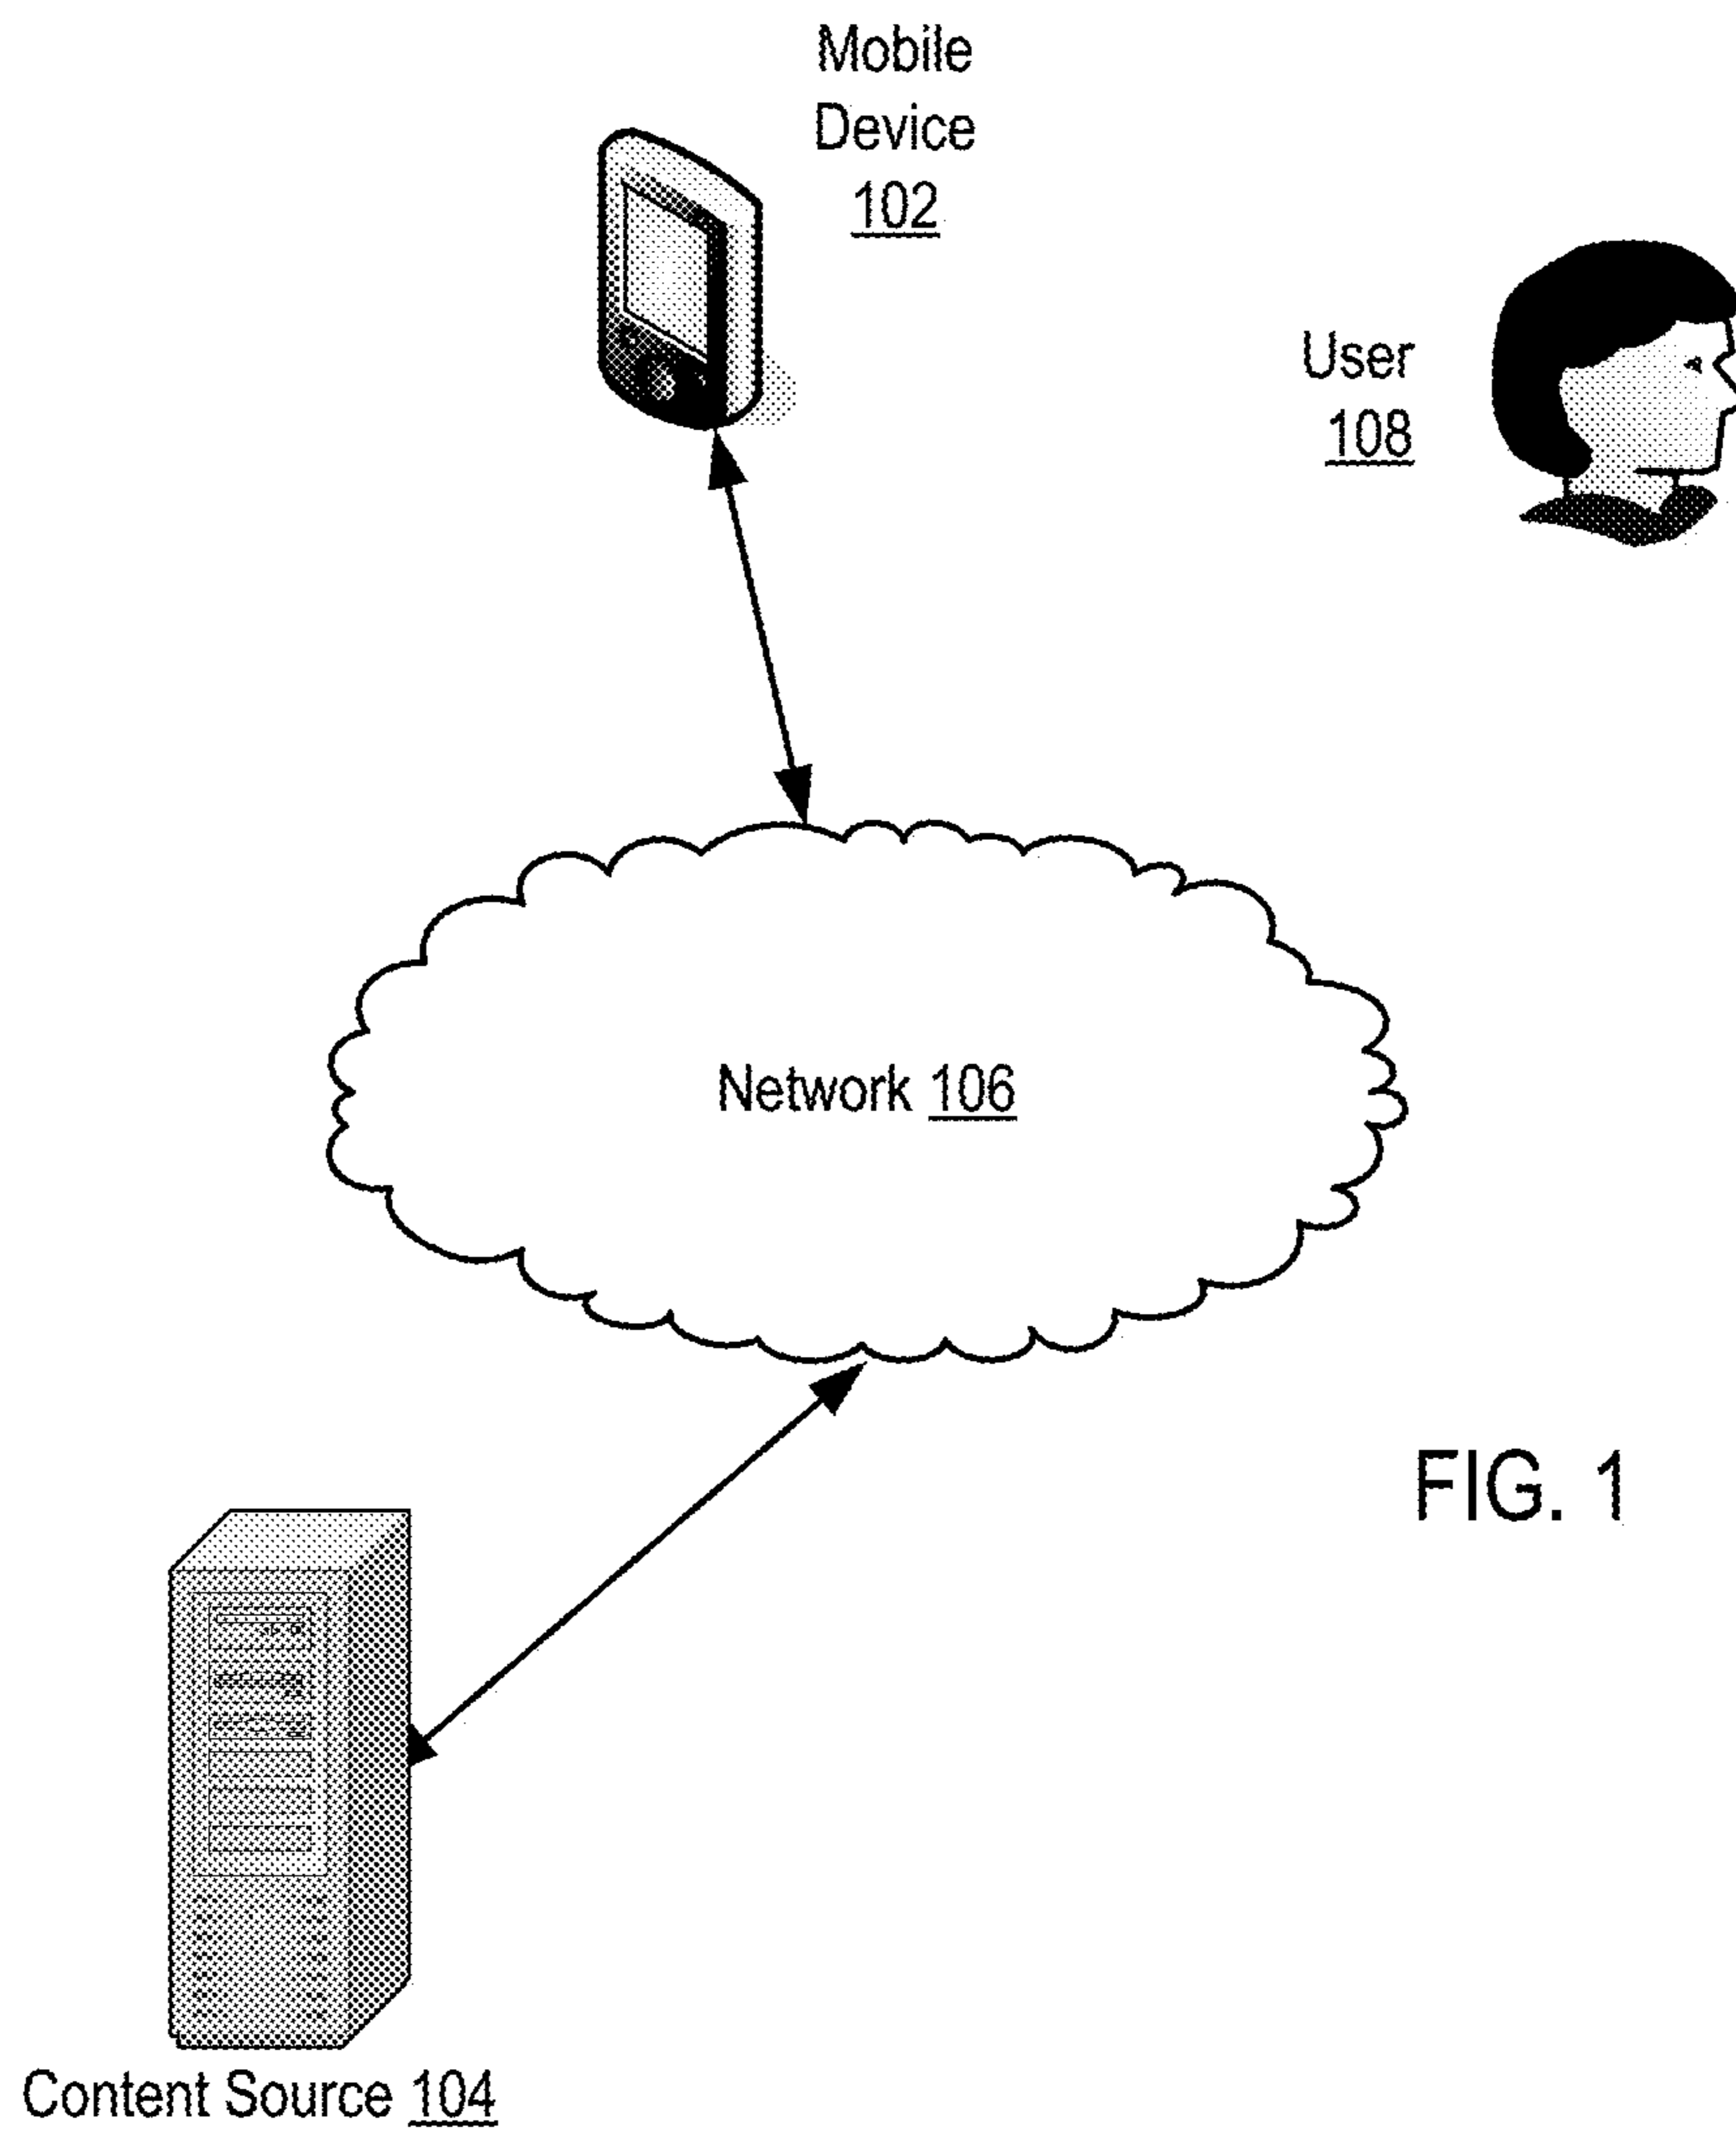 Mobile
Device
102
User
108
Network 106
FIG. 1
Content Source 104